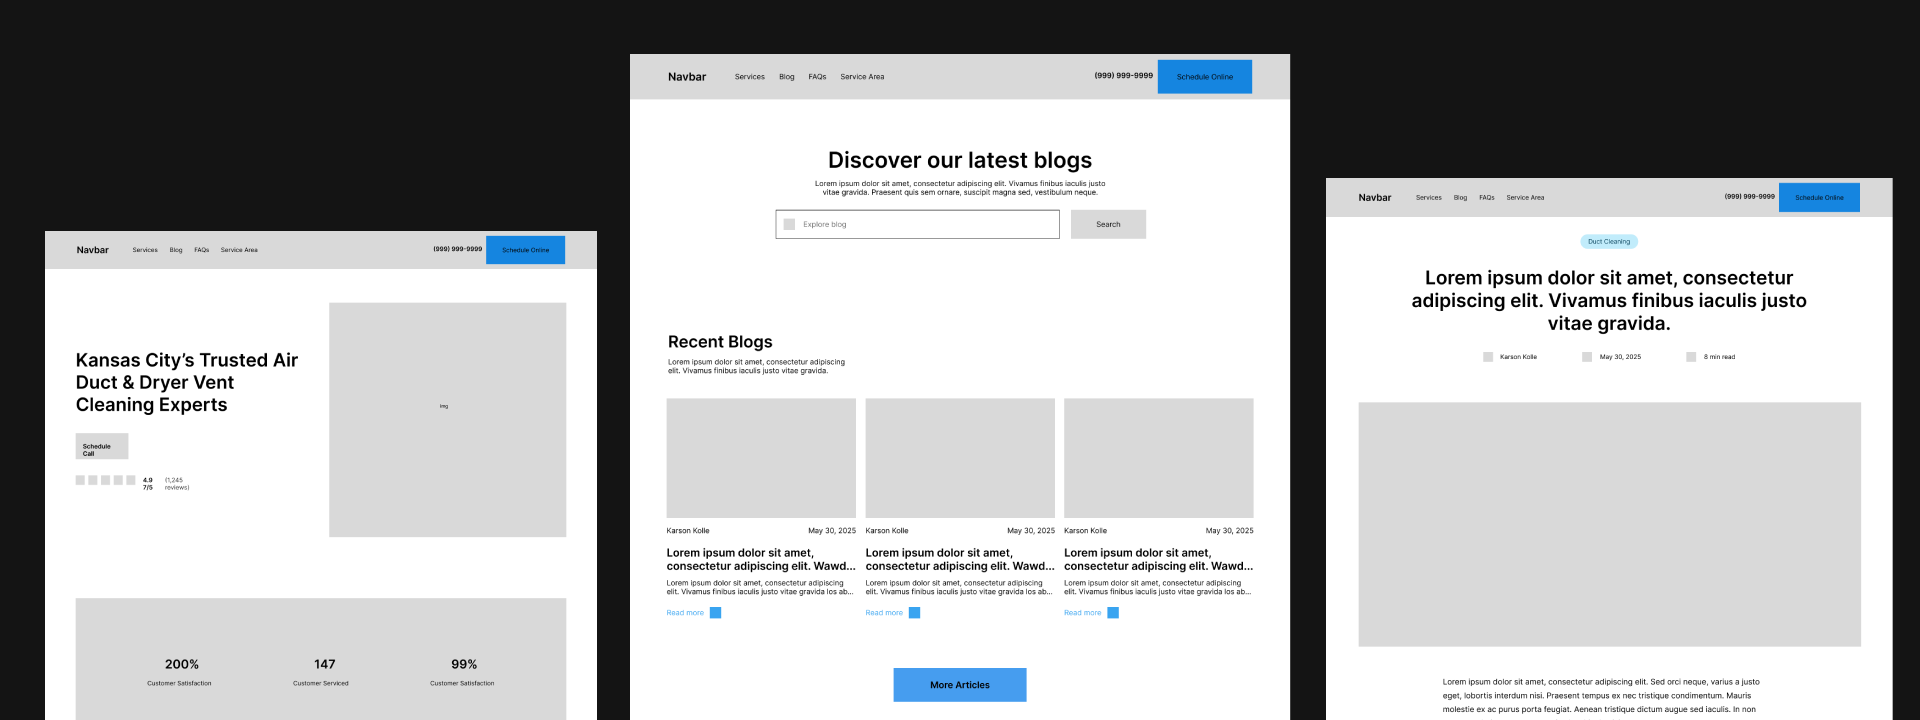 Navbar Services Blog FAQs Service Area (999) 999-9999 Schedule Online
Kansas City’s Trusted Air
Duct & Dryer Vent
Cleaning Experts
Schedule
Call
4.9 (1,245
7/5 reviews)
img
200% 147 99%
Customer Satisfaction Customer Serviced Customer Satisfaction
Navbar Services Blog FAQs Service Area (999) 999-9999 Schedule Online
Discover our latest blogs
Lorem ipsum dolor sit amet, consectetur adipiscing elit. Vivamus finibus iaculis justo
vitae gravida. Praesent quis sem ornare, suscipit magna sed, vestibulum neque.
Explore blog Search
Recent Blogs
Lorem ipsum dolor sit amet, consectetur adipiscing
elit. Vivamus finibus iaculis justo vitae gravida.
Karson Kolle May 30, 2025
Lorem ipsum dolor sit amet,
consectetur adipiscing elit. Wawd...
Lorem ipsum dolor sit amet, consectetur adipiscing
elit. Vivamus finibus iaculis justo vitae gravida los ab...
Read more
Karson Kolle May 30, 2025
Lorem ipsum dolor sit amet,
consectetur adipiscing elit. Wawd...
Lorem ipsum dolor sit amet, consectetur adipiscing
elit. Vivamus finibus iaculis justo vitae gravida los ab...
Read more
Karson Kolle May 30, 2025
Lorem ipsum dolor sit amet,
consectetur adipiscing elit. Wawd...
Lorem ipsum dolor sit amet, consectetur adipiscing
elit. Vivamus finibus iaculis justo vitae gravida los ab...
Read more
More Articles
Navbar Services Blog FAQs Service Area (999) 999-9999 Schedule Online
Duct Cleaning
Lorem ipsum dolor sit amet, consectetur
adipiscing elit. Vivamus finibus iaculis justo
vitae gravida.
Karson Kolle May 30, 2025 8 min read
Lorem ipsum dolor sit amet, consectetur adipiscing elit. Sed orci neque, varius a justo
eget, lobortis interdum nisi. Praesent tempus ex nec tristique condimentum. Mauris
molestie ex ac purus porta feugiat. Aenean tristique dictum augue sed iaculis. In non